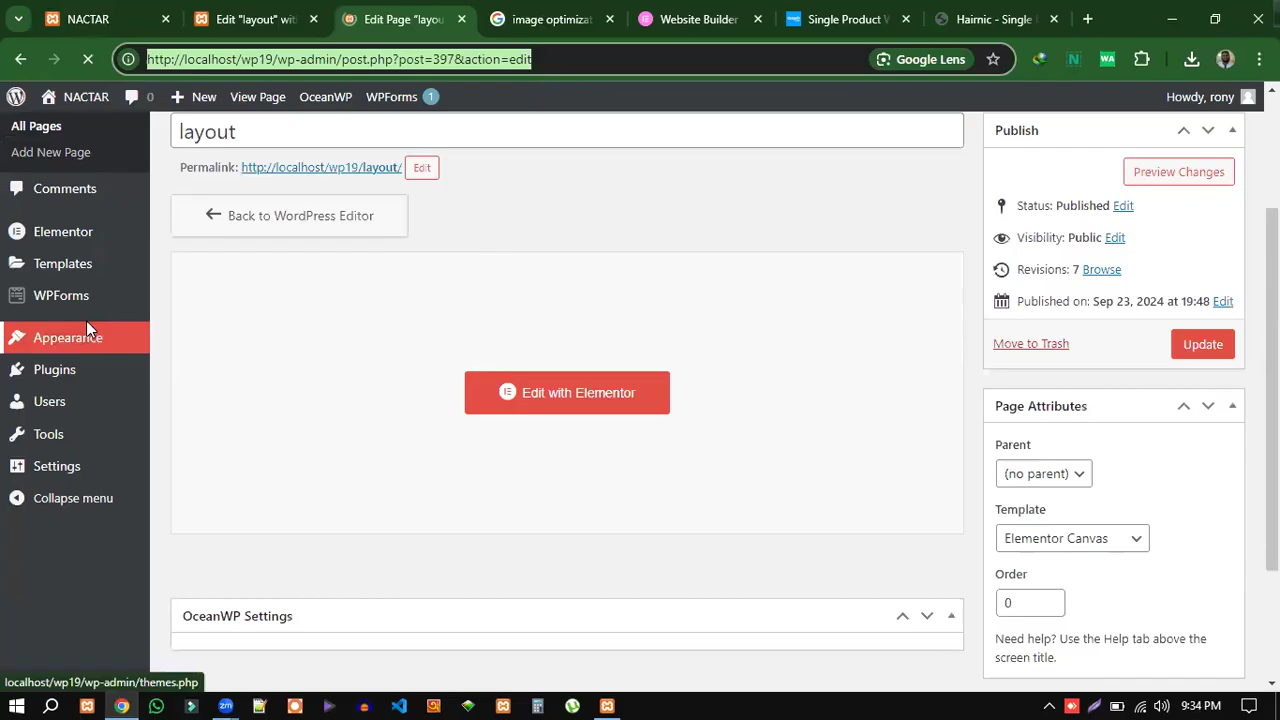 NACTAR
Edit "layout" wit
Edit Page "layou
image optimizat
Website Builder
Single Product V
Hairnic - Single
http://localhost/wp19/wp-admin/post.php?post=397&action=edit
Google Lens
NACTAR
0
New
View Page
OceanWP
WPForms
1
Howdy, rony
All Pages
Add New Page
Comments
Elementor
Templates
WPForms
Appearance
Plugins
Users
Tools
Settings
Collapse menu
layout
Permalink: http://localhost/wp19/layout/
Edit
Back to WordPress Editor
Edit with Elementor
OceanWP Settings
Publish
Preview Changes
Status: Published Edit
Visibility: Public Edit
Revisions: 7 Browse
Published on: Sep 23, 2024 at 19:48 Edit
Move to Trash
Update
Page Attributes
Parent
(no parent)
Template
Elementor Canvas
Order
0
Need help? Use the Help tab above the
screen title.
localhost/wp19/wp-admin/themes.php
9:34 PM